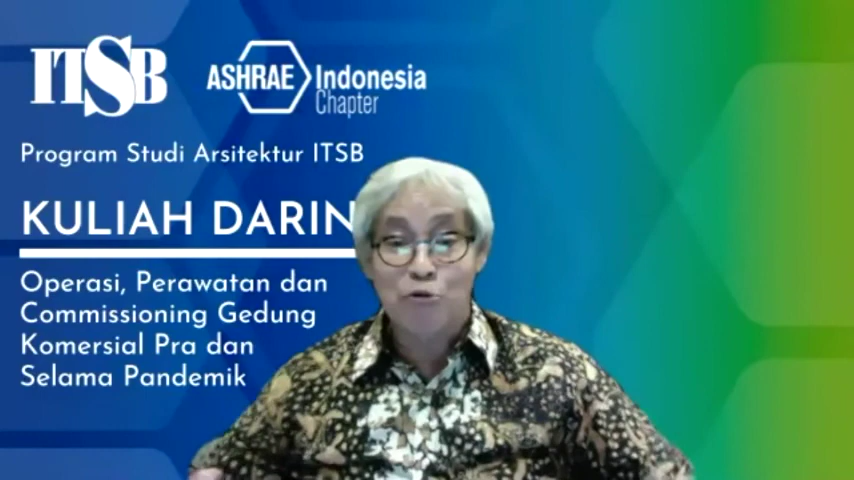 ITSB
ASHRAE Indonesia
Chapter
Program Studi Arsitektur ITSB
KULIAH DARIN
Operasi, Perawatan dan
Commissioning Gedung
Komersial Pra dan
Selama Pandemik